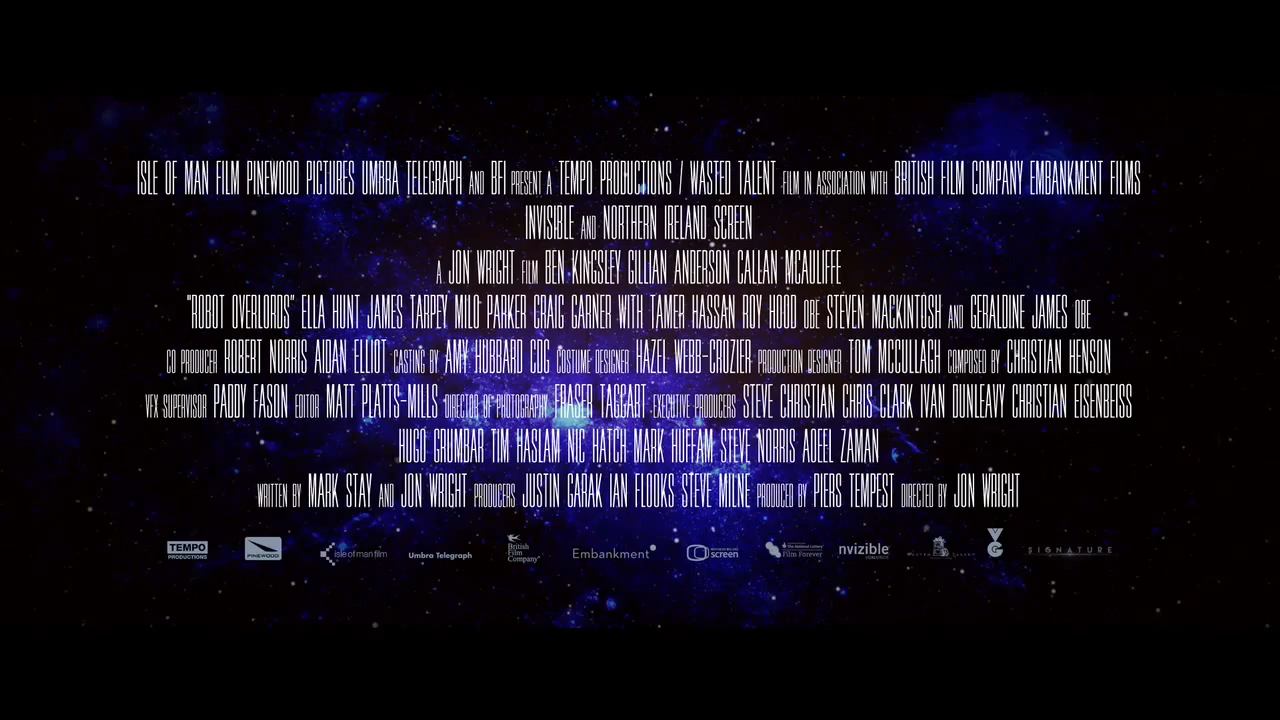 ISLE OF MAN FILM PINEWOOD PICTURES UMBRA TELEGRAPH AND BFI PRESENT A TEMPO PRODUCTIONS / WASTED TALENT FILM IN ASSOCIATION WITH BRITISH FILM COMPANY EMBANKMENT FILMS
INVISIBLE AND NORTHERN IRELAND SCREEN
A JON WRIGHT FILM BEN KINGSLEY GILLIAN ANDERSON CALLAN MCAULIFFE
"ROBOT OVERLORDS" ELLA HUNT JAMES TARPEY MILO PARKER CRAIG GARNER WITH TAMER HASSAN ROY HUDD OBE STEVEN MACKINTOSH AND GERALDINE JAMES OBE
CO PRODUCER ROBERT NORRIS AIDAN ELLIOT CASTING BY AMY HUBBARD CDG COSTUME DESIGNER HAZEL WEBB-CROZIER PRODUCTION DESIGNER TOM MCCULLAGH COMPOSED BY CHRISTIAN HENSON
VFX SUPERVISOR PADDY EASON EDITOR MATT PLATTS-MILLS DIRECTOR OF PHOTOGRAPHY FRASER TAGGART EXECUTIVE PRODUCERS STEVE CHRISTIAN CHRIS CLARK IVAN DUNLEAVY CHRISTIAN EISENBEISS
HUGO GRUMBAR TIM HASLAM NIC HATCH MARK HUFFAM STEVE NORRIS AQEEL ZAMAN
WRITTEN BY MARK STAY AND JON WRIGHT PRODUCERS JUSTIN GARAK IAN FLOOKS STEVE MILNE PRODUCED BY PIERS TEMPEST DIRECTED BY JON WRIGHT
TEMPO
PRODUCTIONS
PINEWOOD
isleofmanfilm
Umbra Telegraph
British
Film
Company
Embankment
screen
Film Forever
nvizible
SIGNATURE